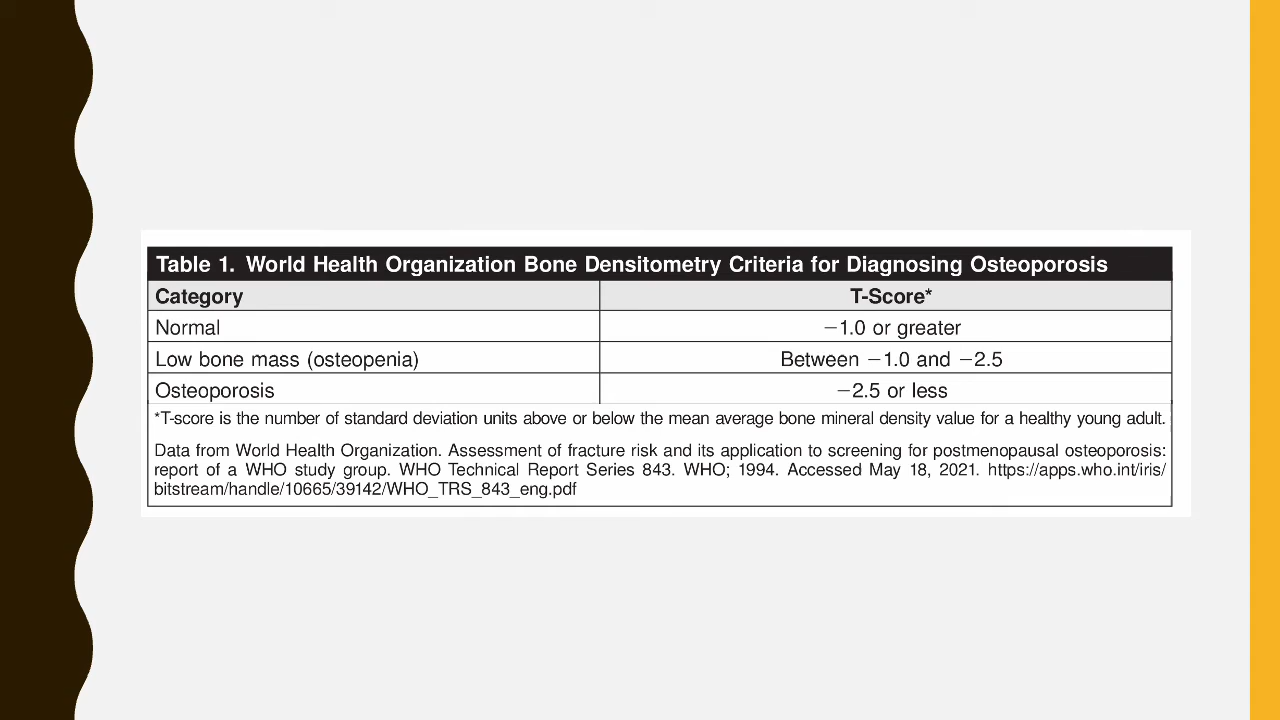 Table 1. World Health Organization Bone Densitometry Criteria for Diagnosing Osteoporosis
Category T-Score*
Normal −1.0 or greater
Low bone mass (osteopenia) Between −1.0 and −2.5
Osteoporosis −2.5 or less
*T-score is the number of standard deviation units above or below the mean average bone mineral density value for a healthy young adult.
Data from World Health Organization. Assessment of fracture risk and its application to screening for postmenopausal osteoporosis:
report of a WHO study group. WHO Technical Report Series 843. WHO; 1994. Accessed May 18, 2021. https://apps.who.int/iris/
bitstream/handle/10665/39142/WHO_TRS_843_eng.pdf